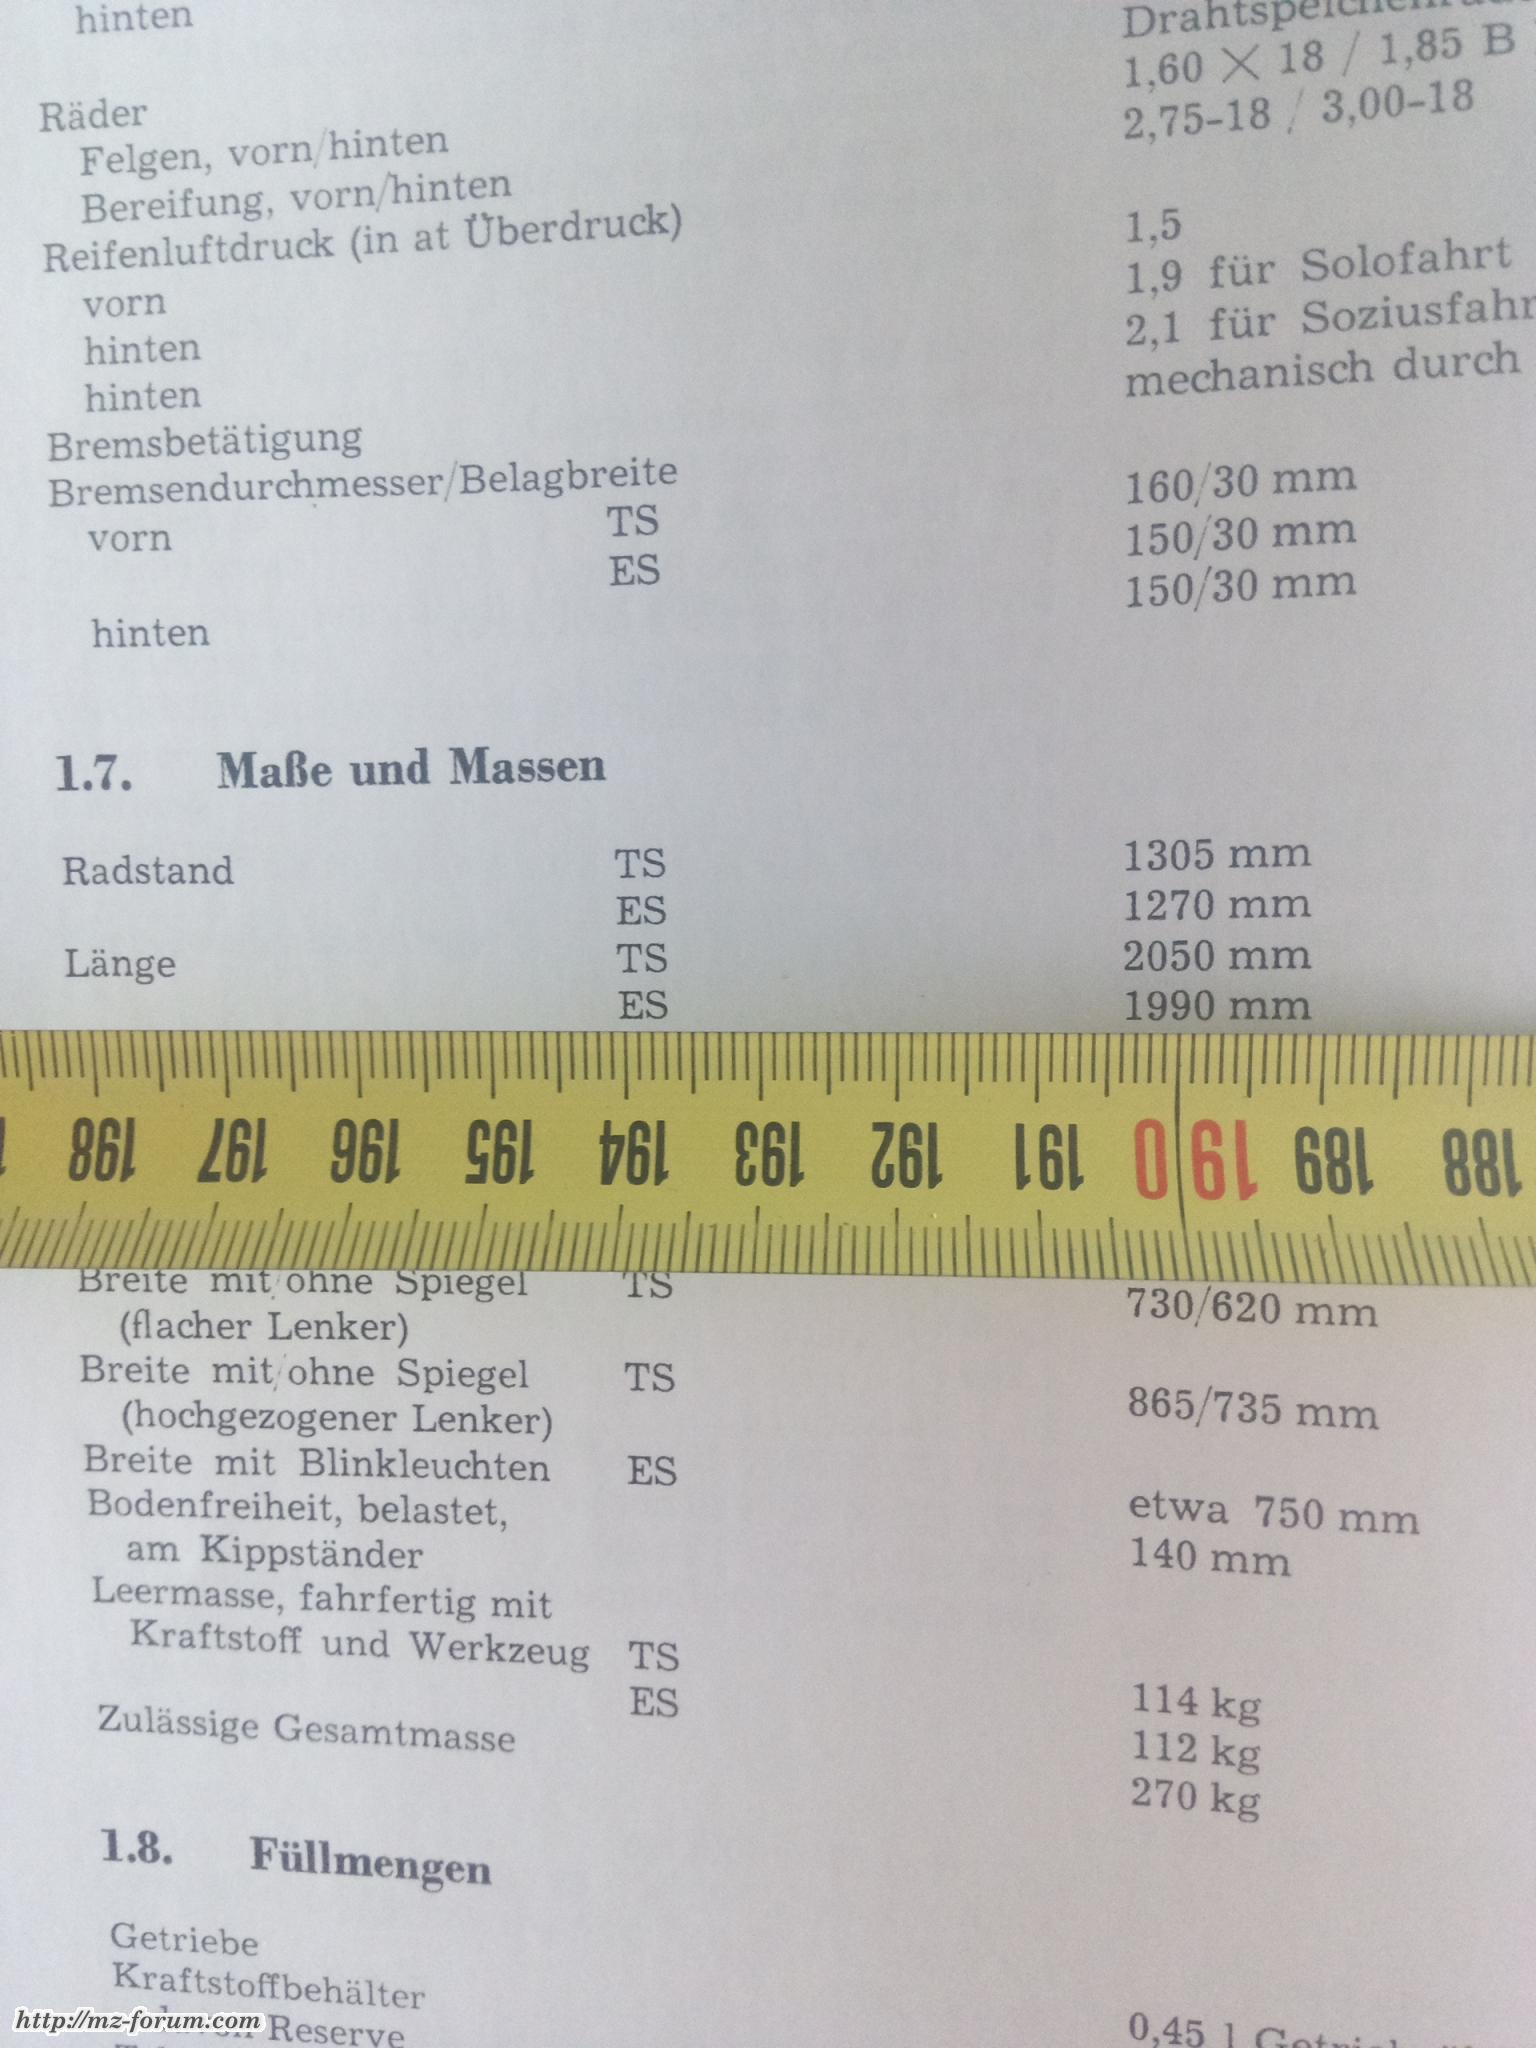 hinten
1,60 × 18 / 1,85 B
Räder
2,75–18 / 3,00–18
Felgen, vorn/hinten
Bereifung, vorn/hinten
Reifenluftdruck (in at Überdruck)
vorn 1,5
hinten 1,9 für Solofahrt
hinten 2,1 für
Bremsbetätigung mechanisch durch
Bremsendurchmesser/Belagbreite
vorn TS 160/30 mm
ES 150/30 mm
hinten 150/30 mm
1.7. Maße und Massen
Radstand TS 1305 mm
ES 1270 mm
Länge TS 2050 mm
ES 1990 mm
198 197 196 195 194 193 192 191 190 189 188
Breite mit/ohne Spiegel TS
(flacher Lenker) 730/620 mm
Breite mit/ohne Spiegel TS
(hochgezogener Lenker) 865/735 mm
Breite mit Blinkleuchten ES etwa 750 mm
Bodenfreiheit, belastet,
am Kippständer 140 mm
Leermasse, fahrfertig mit
Kraftstoff und Werkzeug TS 114 kg
ES 112 kg
Zulässige Gesamtmasse 270 kg
1.8. Füllmengen
Getriebe 0,45 l
Kraftstoffbehälter
Reserve
http://mz-forum.com